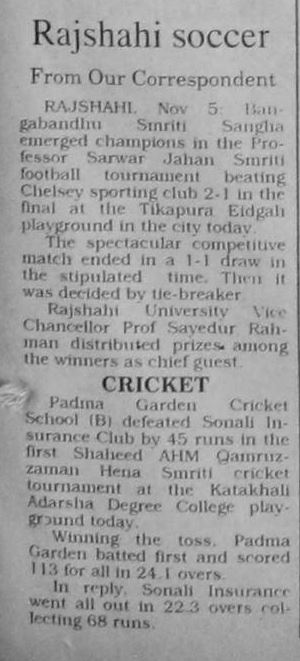 Rajshahi soccer
From Our Correspondent
RAJSHAHI, Nov 5: Ban-
gabandhu Smriti Sangha
emerged champions in the Pro-
fessor Sarwar Jahan Smriti
football tournament beating
Chelsey sporting club 2-1 in the
final at the Tikapura Eidgah
playground in the city today.
The spectacular competitive
match ended in a 1-1 draw in
the stipulated time. Then it
was decided by tie-breaker.
Rajshahi University Vice
Chancellor Prof Sayedur Rah-
man distributed prizes among
the winners as chief guest.
CRICKET
Padma Garden Cricket
School (B) defeated Sonali In-
surance Club by 45 runs in the
first Shaheed AHM Qamruz-
zaman Hena Smriti cricket
tournament at the Katakhali
Adarsha Degree College play-
ground today.
Winning the toss, Padma
Garden batted first and scored
113 for all in 24.1 overs.
In reply, Sonali Insurance
went all out in 22.3 overs col-
lecting 68 runs.